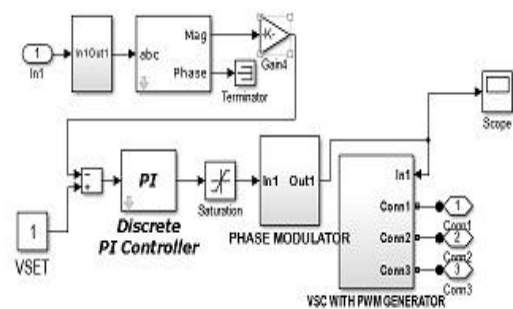 1
In1
In1Out1
abc
Mag
Phase
-K-
Gain4
Terminator
Scope
1
VSET
PI
Discrete
PI Controller
Saturation
In1 Out1
PHASE MODULATOR
In1
Conn1
Conn2
Conn3
1
Conn1
2
Conn2
3
Conn3
VSC WITH PWM GENERATOR